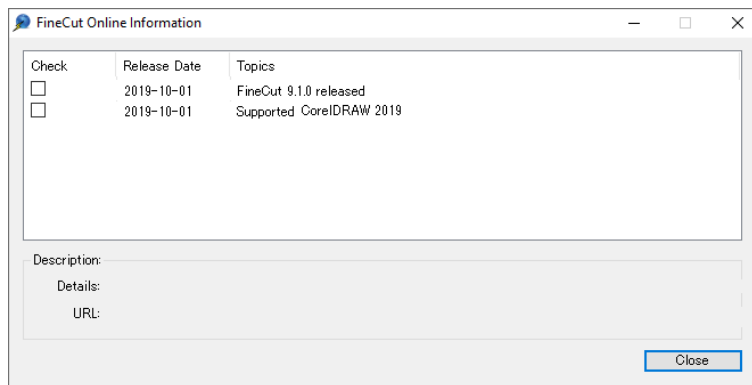 FineCut Online Information
Check Release Date Topics
2019-10-01 FineCut 9.1.0 released
2019-10-01 Supported CorelDRAW 2019
Description:
Details:
URL:
Close